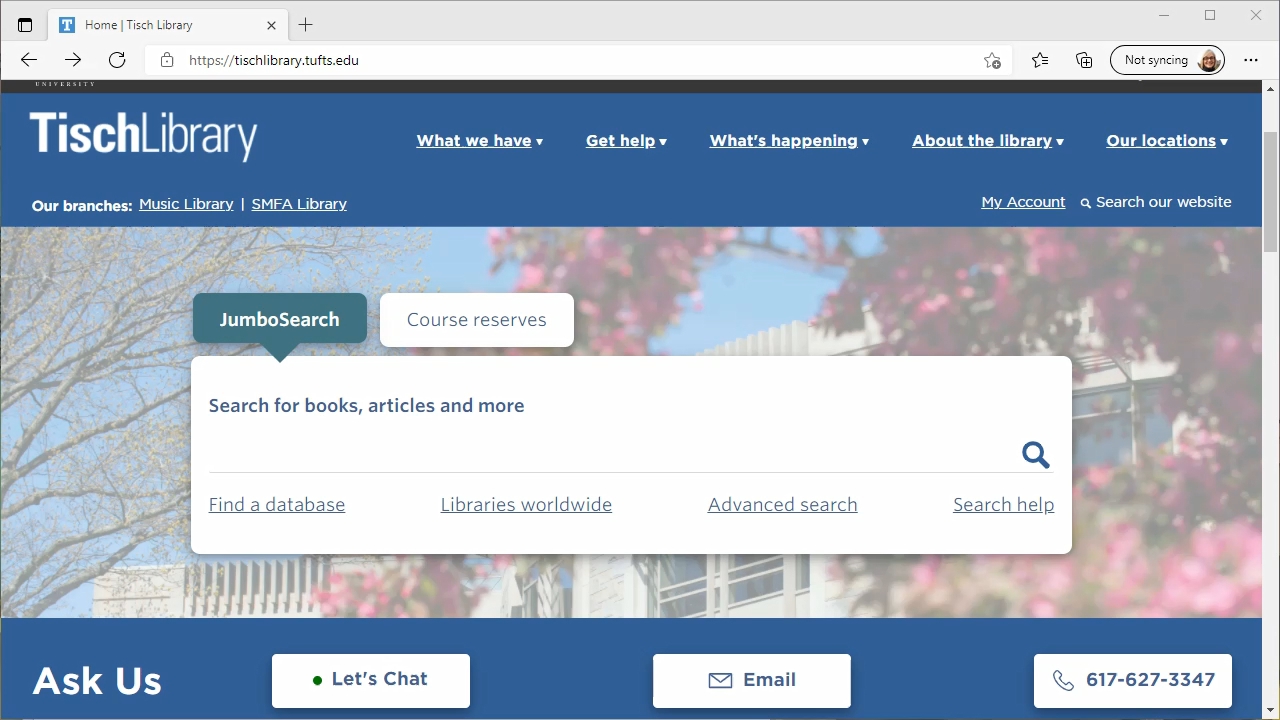 Home | Tisch Library
https://tischlibrary.tufts.edu
Not syncing
UNIVERSITY
TischLibrary
What we have ▾ Get help ▾ What's happening ▾ About the library ▾ Our locations ▾
Our branches: Music Library | SMFA Library
My Account Search our website
JumboSearch Course reserves
Search for books, articles and more
Find a database Libraries worldwide Advanced search Search help
Ask Us Let's Chat Email 617-627-3347